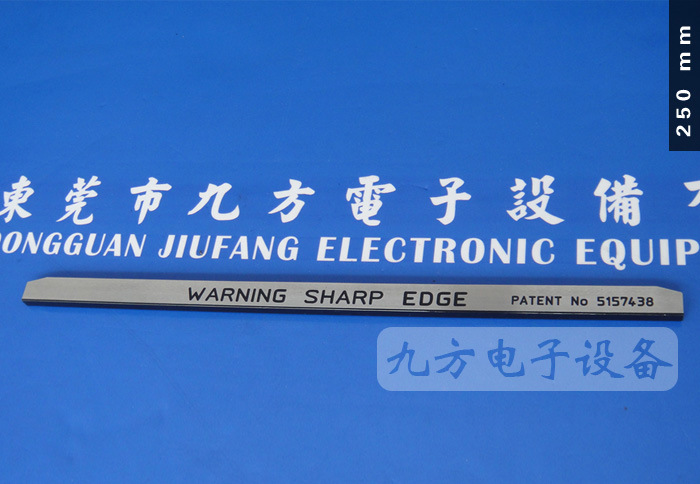 250 mm
東莞市九方電子設備
DONGGUAN JIUFANG ELECTRONIC EQUIP
WARNING SHARP EDGE PATENT No 5157438
九方电子设备